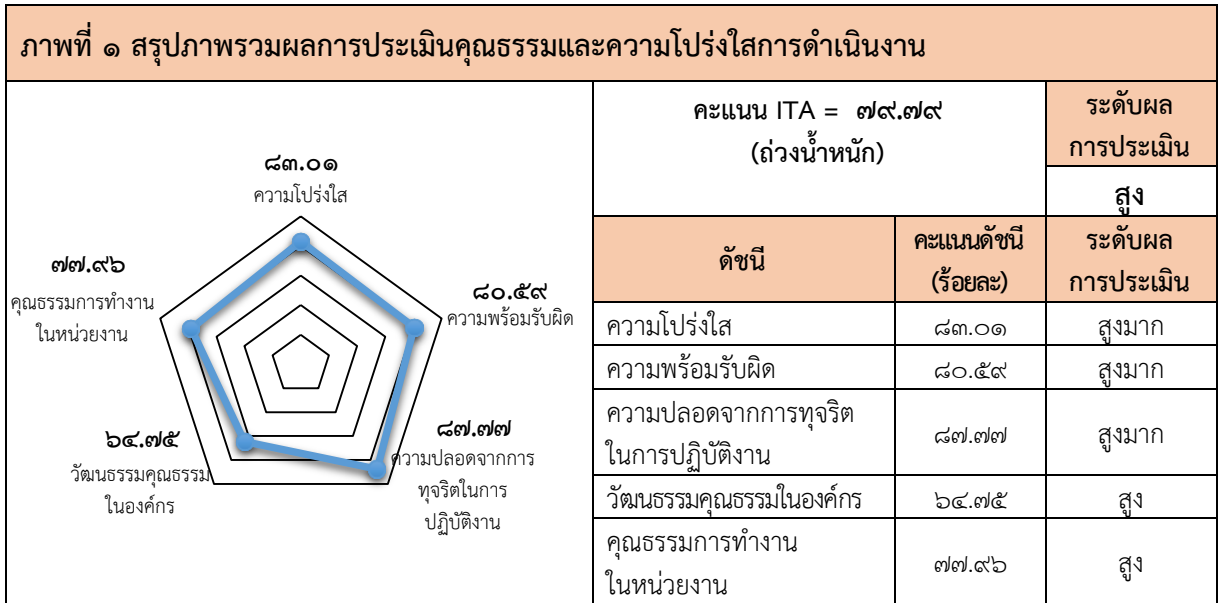 ภาพที่ ๑ สรุปภาพรวมผลการประเมินคุณธรรมและความโปร่งใสการดำเนินงาน
๘๓.๐๑
ความโปร่งใส
๘๐.๕๙
ความพร้อมรับผิด
๘๗.๗๗
ความปลอดจากการ
ทุจริตในการ
ปฏิบัติงาน
๖๔.๗๕
วัฒนธรรมคุณธรรม
ในองค์กร
๗๗.๙๖
คุณธรรมการทำงาน
ในหน่วยงาน
คะแนน ITA = ๗๙.๗๙
(ถ่วงน้ำหนัก)
ระดับผล
การประเมิน
สูง
ดัชนี
คะแนนดัชนี
(ร้อยละ)
ระดับผล
การประเมิน
ความโปร่งใส ๘๓.๐๑ สูงมาก
ความพร้อมรับผิด ๘๐.๕๙ สูงมาก
ความปลอดจากการทุจริต
ในการปฏิบัติงาน
๘๗.๗๗ สูงมาก
วัฒนธรรมคุณธรรมในองค์กร ๖๔.๗๕ สูง
คุณธรรมการทำงาน
ในหน่วยงาน
๗๗.๙๖ สูง